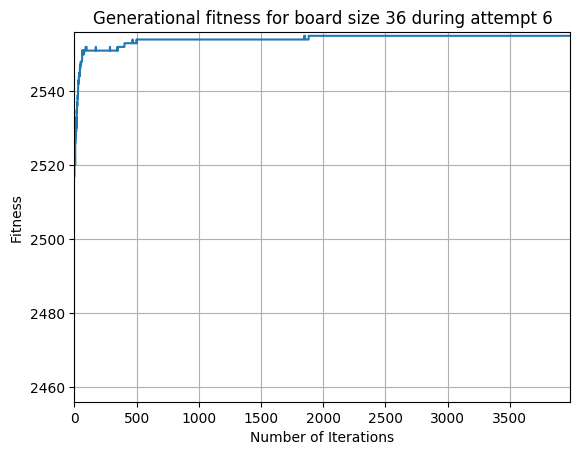 Generational fitness for board size 36 during attempt 6
Fitness
2540
2520
2500
2480
2460
0 500 1000 1500 2000 2500 3000 3500
Number of Iterations